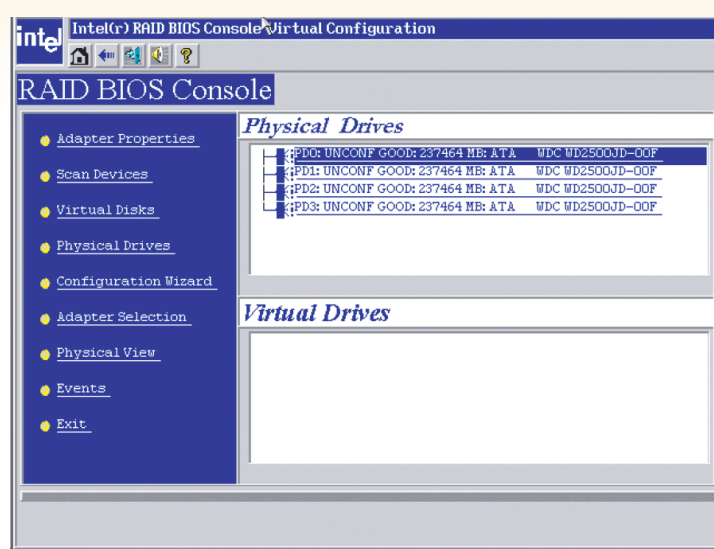 intel Intel(r) RAID BIOS Console Virtual Configuration
RAID BIOS Console
Adapter Properties
Scan Devices
Virtual Disks
Physical Drives
Configuration Wizard
Adapter Selection
Physical View
Events
Exit
Physical Drives
PD0: UNCONF GOOD: 237464 MB: ATA WDC WD2500JD-00F
PD1: UNCONF GOOD: 237464 MB: ATA WDC WD2500JD-00F
PD2: UNCONF GOOD: 237464 MB: ATA WDC WD2500JD-00F
PD3: UNCONF GOOD: 237464 MB: ATA WDC WD2500JD-00F
Virtual Drives